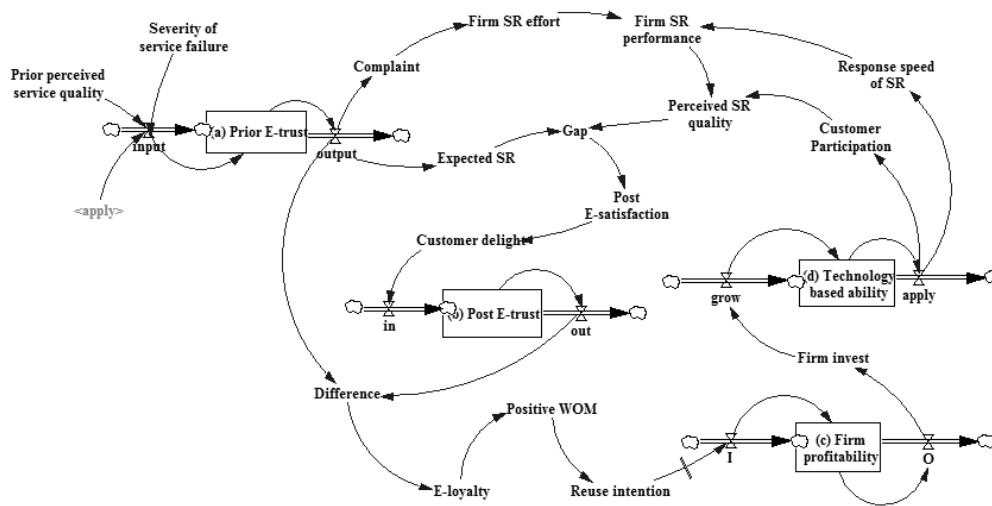 Severity of
service failure
Firm SR effort
Firm SR
performance
Prior perceived
service quality
Complaint
Response speed
of SR
Perceived SR
quality
(a) Prior E-trust
input
output
Expected SR
Gap
Customer
Participation
<apply>
Post
E-satisfaction
Customer delight
(d) Technology
based ability
grow
apply
) Post E-trust
in
out
Firm invest
Difference
Positive WOM
(c) Firm
profitability
I
O
E-loyalty
Reuse intention